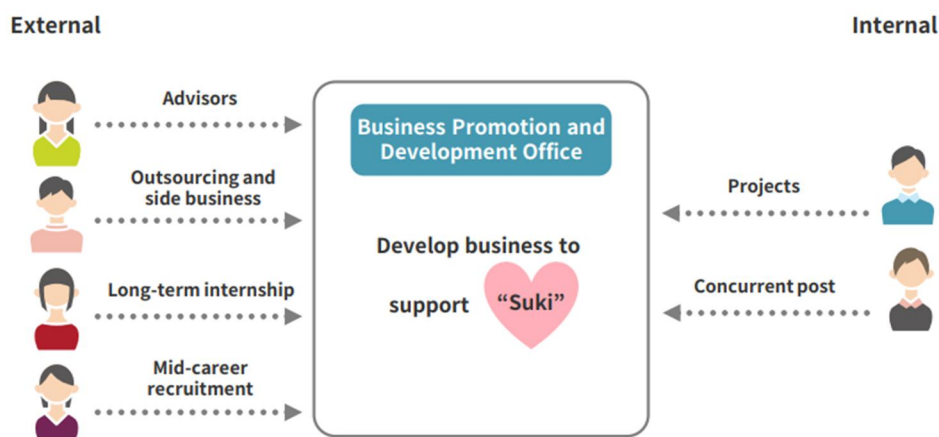 External
Internal
Advisors
Outsourcing and
side business
Long-term internship
Mid-career
recruitment
Business Promotion and
Development Office
Develop business to
support “Suki”
Projects
Concurrent post